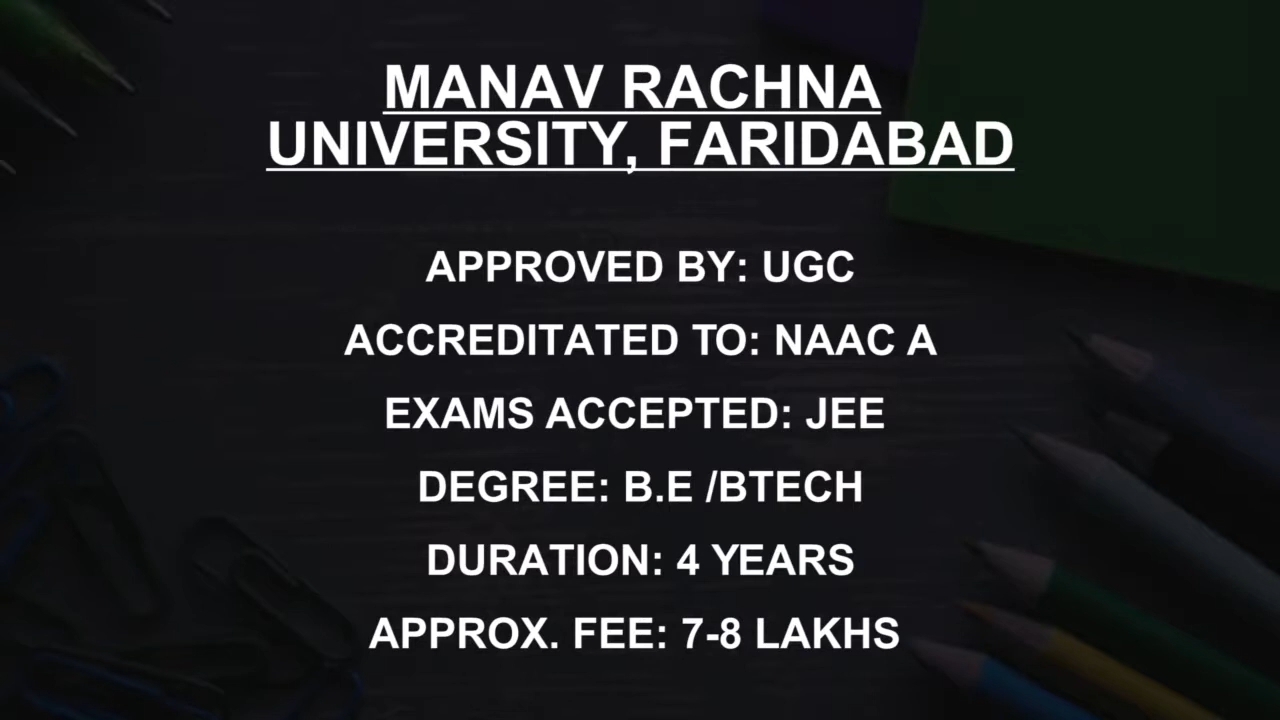 MANAV RACHNA
UNIVERSITY, FARIDABAD
APPROVED BY: UGC
ACCREDITATED TO: NAAC A
EXAMS ACCEPTED: JEE
DEGREE: B.E /BTECH
DURATION: 4 YEARS
APPROX. FEE: 7-8 LAKHS